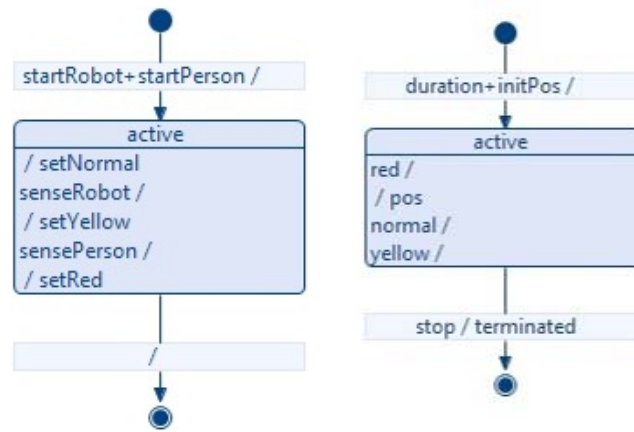 startRobot+startPerson /
active
/ setNormal
senseRobot /
/ setYellow
sensePerson /
/ setRed
/
duration+initPos /
active
red /
/ pos
normal /
yellow /
stop / terminated